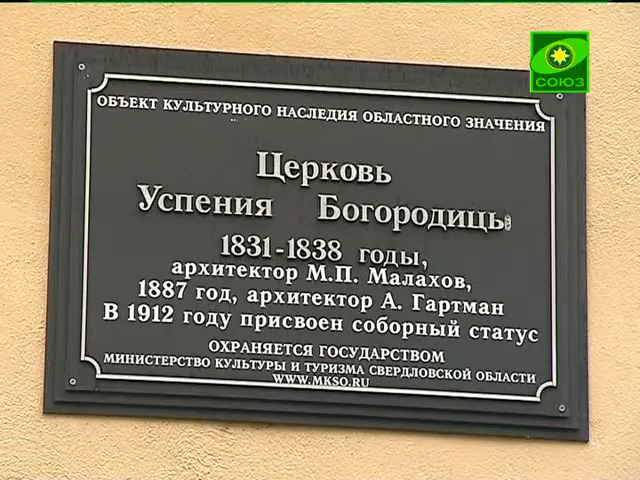 СОЮЗ
ОБЪЕКТ КУЛЬТУРНОГО НАСЛЕДИЯ ОБЛАСТНОГО ЗНАЧЕНИЯ
Церковь
Успения Богородицы
1831-1838 годы,
архитектор М.П. Малахов,
1887 год, архитектор А. Гартман
В 1912 году присвоен соборный статус
ОХРАНЯЕТСЯ ГОСУДАРСТВОМ
МИНИСТЕРСТВО КУЛЬТУРЫ И ТУРИЗМА СВЕРДЛОВСКОЙ ОБЛАСТИ
WWW.MKSO.RU